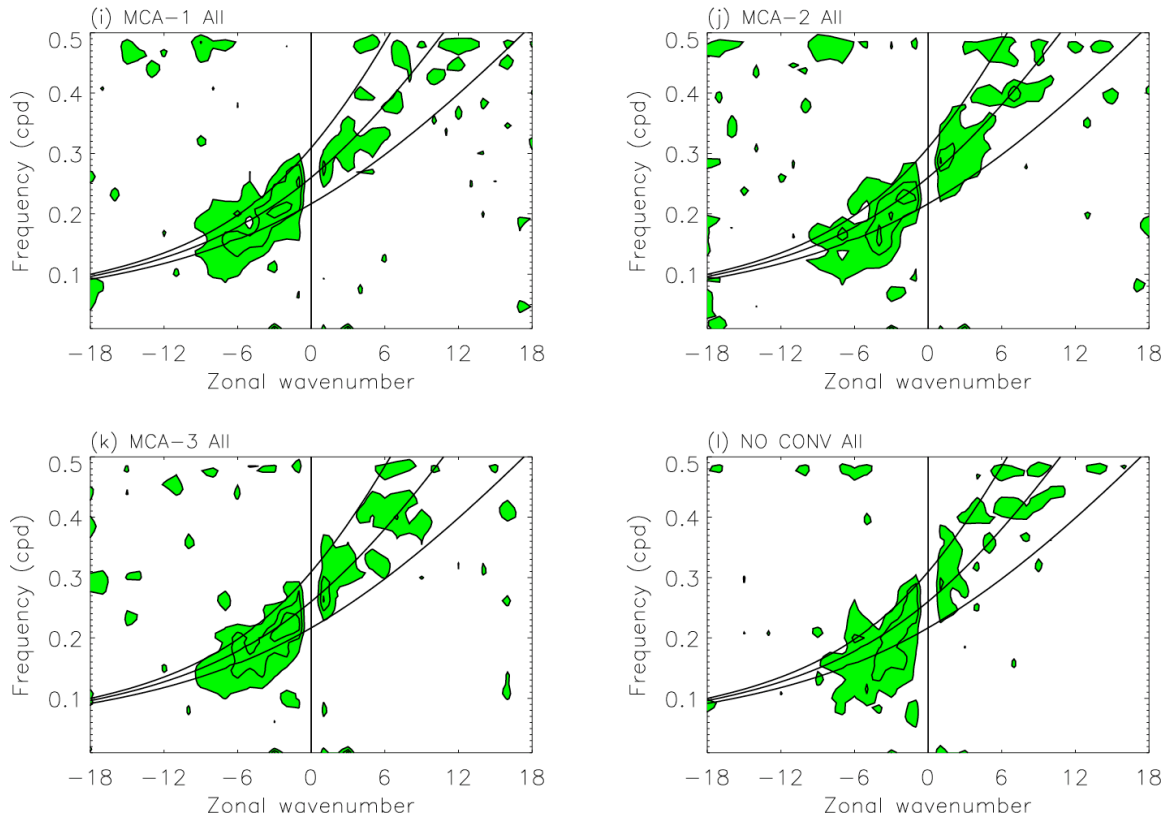 (i) MCA-1 All
0.5
0.4
0.3
0.2
0.1
Frequency (cpd)
-18 -12 -6 0 6 12 18
Zonal wavenumber
(j) MCA-2 All
0.5
0.4
0.3
0.2
0.1
Frequency (cpd)
-18 -12 -6 0 6 12 18
Zonal wavenumber
(k) MCA-3 All
0.5
0.4
0.3
0.2
0.1
Frequency (cpd)
-18 -12 -6 0 6 12 18
Zonal wavenumber
(l) NO CONV All
0.5
0.4
0.3
0.2
0.1
Frequency (cpd)
-18 -12 -6 0 6 12 18
Zonal wavenumber